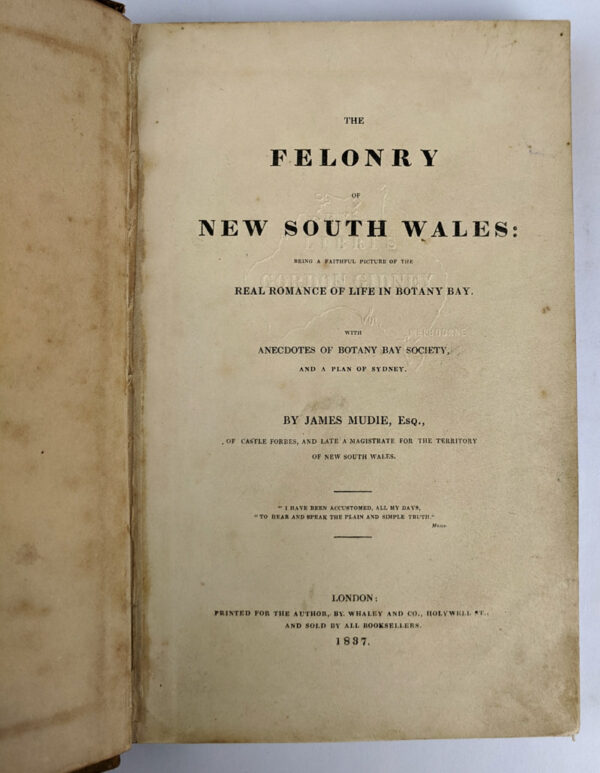 THE
FELONRY
OF
NEW SOUTH WALES:
BEING A FAITHFUL PICTURE OF THE
REAL ROMANCE OF LIFE IN BOTANY BAY.
WITH
ANECDOTES OF BOTANY BAY SOCIETY,
AND A PLAN OF SYDNEY.
BY JAMES MUDIE, ESQ.,
OF CASTLE FORBES, AND LATE A MAGISTRATE FOR THE TERRITORY
OF NEW SOUTH WALES.
" I HAVE BEEN ACCUSTOMED, ALL MY DAYS,
" TO HEAR AND SPEAK THE PLAIN AND SIMPLE TRUTH."
LONDON:
PRINTED FOR THE AUTHOR, BY WHALEY AND CO., HOLYWELL ST.;
AND SOLD BY ALL BOOKSELLERS.
1837.